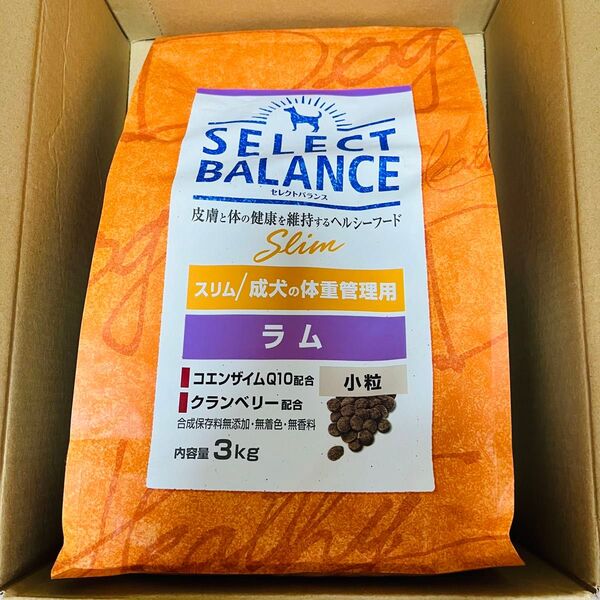 Dog
SELECT
BALANCE
セレクトバランス
皮膚と体の健康を維持するヘルシーフード
Slim
スリム/成犬の体重管理用
ラム
コエンザイムQ10配合
小粒
クランベリー配合
合成保存料無添加・無着色・無香料
内容量 3kg
Healthy